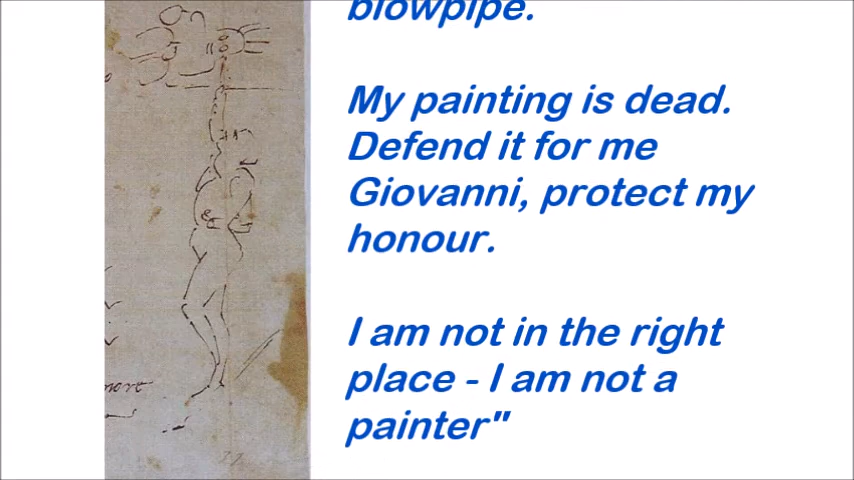 blowpipe.
My painting is dead.
Defend it for me
Giovanni, protect my
honour.
I am not in the right
place - I am not a
painter"